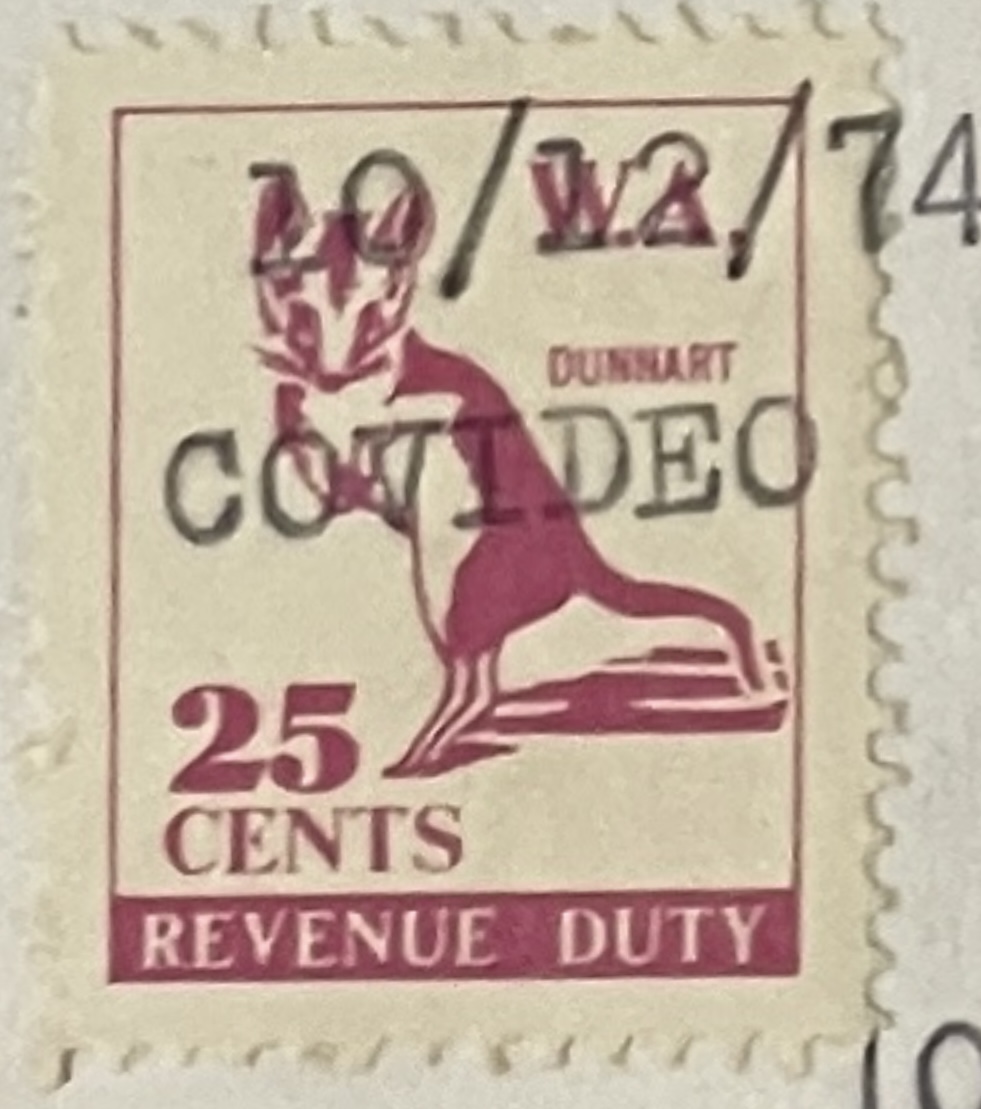 10/12/74
W.A.
DUNNART
COVIDEO
25
CENTS
REVENUE DUTY